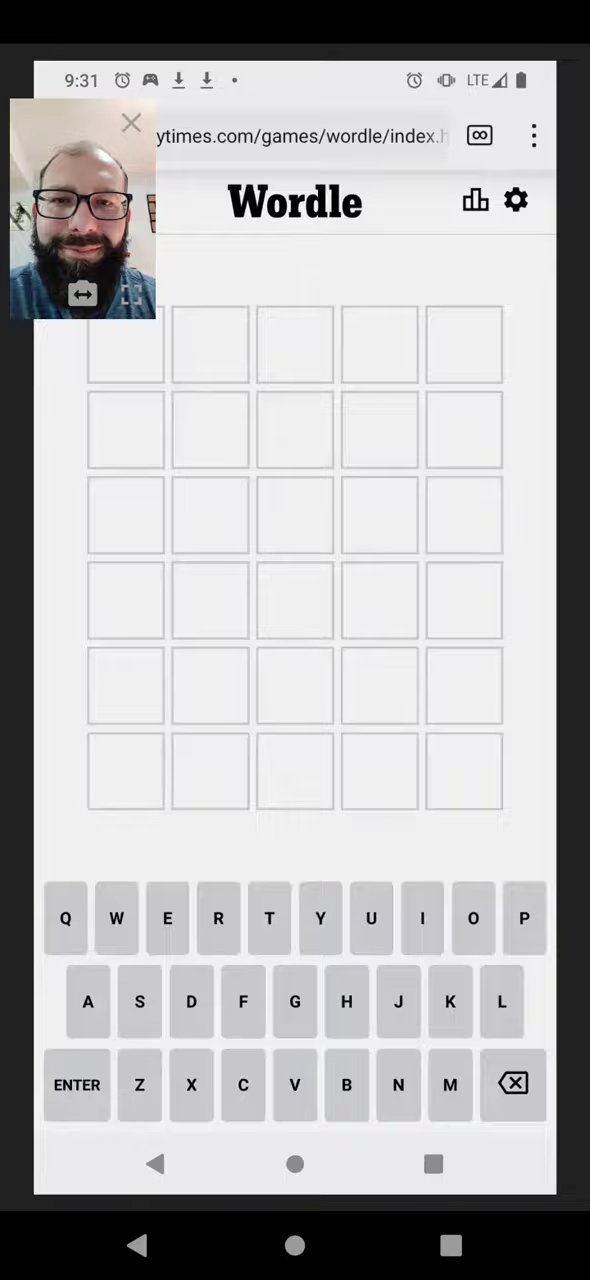 9:31 LTE
ytimes.com/games/wordle/index.h
Wordle
Q W E R T Y U I O P
A S D F G H J K L
ENTER Z X C V B N M